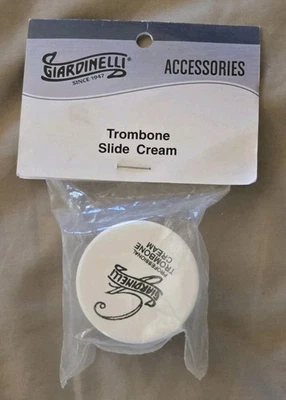 GIARDINELLI
SINCE 1947
ACCESSORIES
Trombone
Slide Cream
GIARDINELLI
PROFESSIONAL
TROMBONE
CREAM